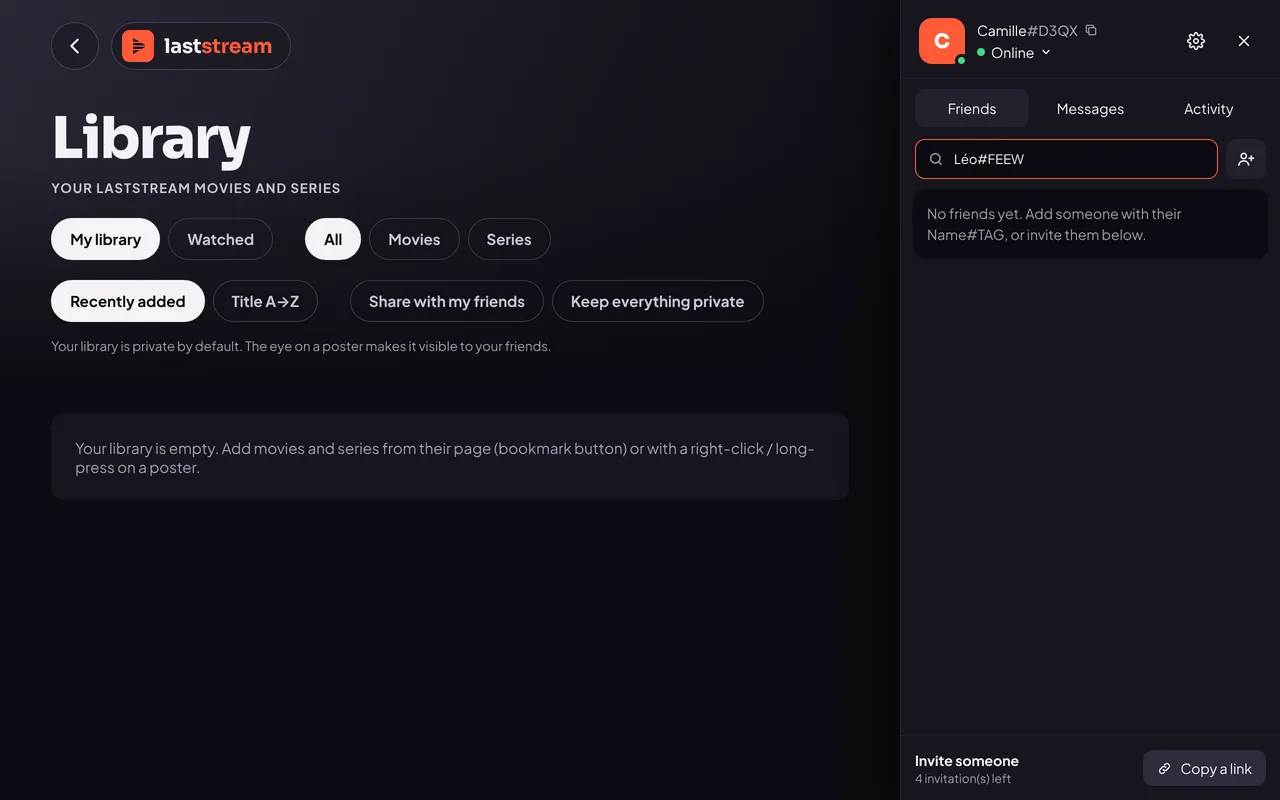 laststream
Library
YOUR LASTSTREAM MOVIES AND SERIES
My library
Watched
All
Movies
Series
Recently added
Title A→Z
Share with my friends
Keep everything private
Your library is private by default. The eye on a poster makes it visible to your friends.
Your library is empty. Add movies and series from their page (bookmark button) or with a right-click / long-
press on a poster.
C
Camille#D3QX
Online
Friends
Messages
Activity
Léo#FEEW
No friends yet. Add someone with their
Name#TAG, or invite them below.
Invite someone
4 invitation(s) left
Copy a link